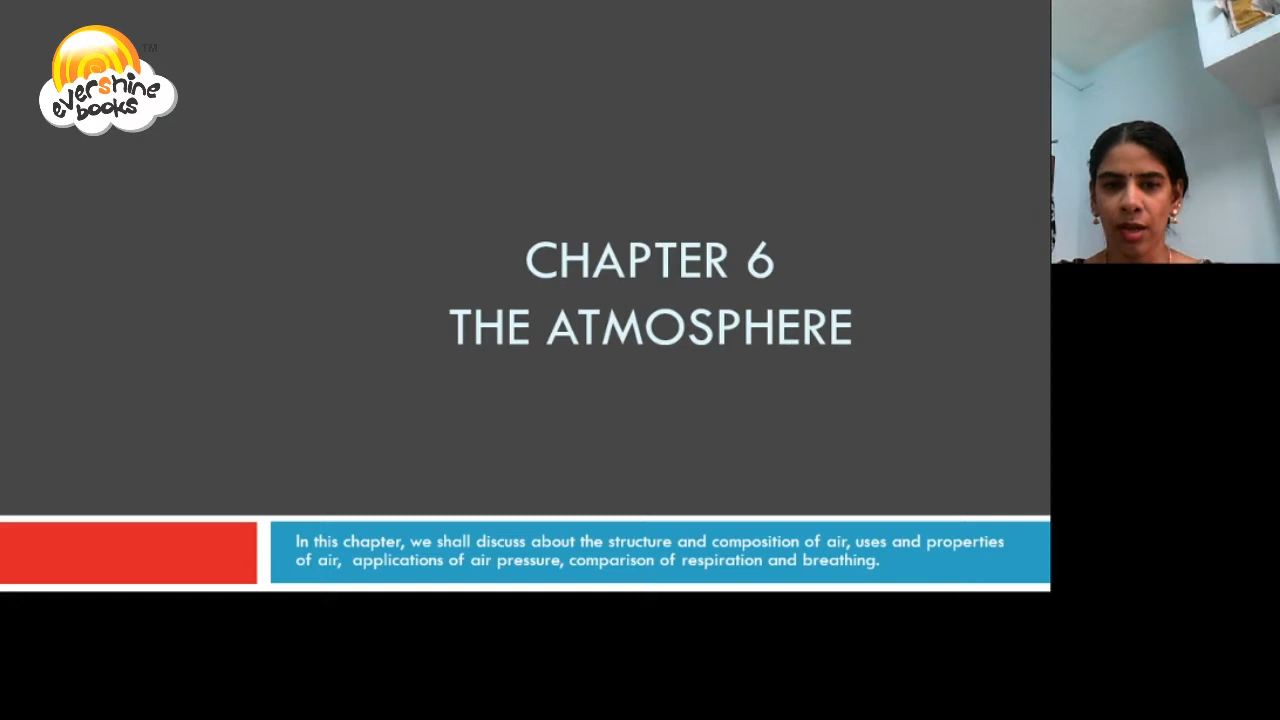 TM
evershine
books
CHAPTER 6
THE ATMOSPHERE
In this chapter, we shall discuss about the structure and composition of air, uses and properties
of air,  applications of air pressure, comparison of respiration and breathing.